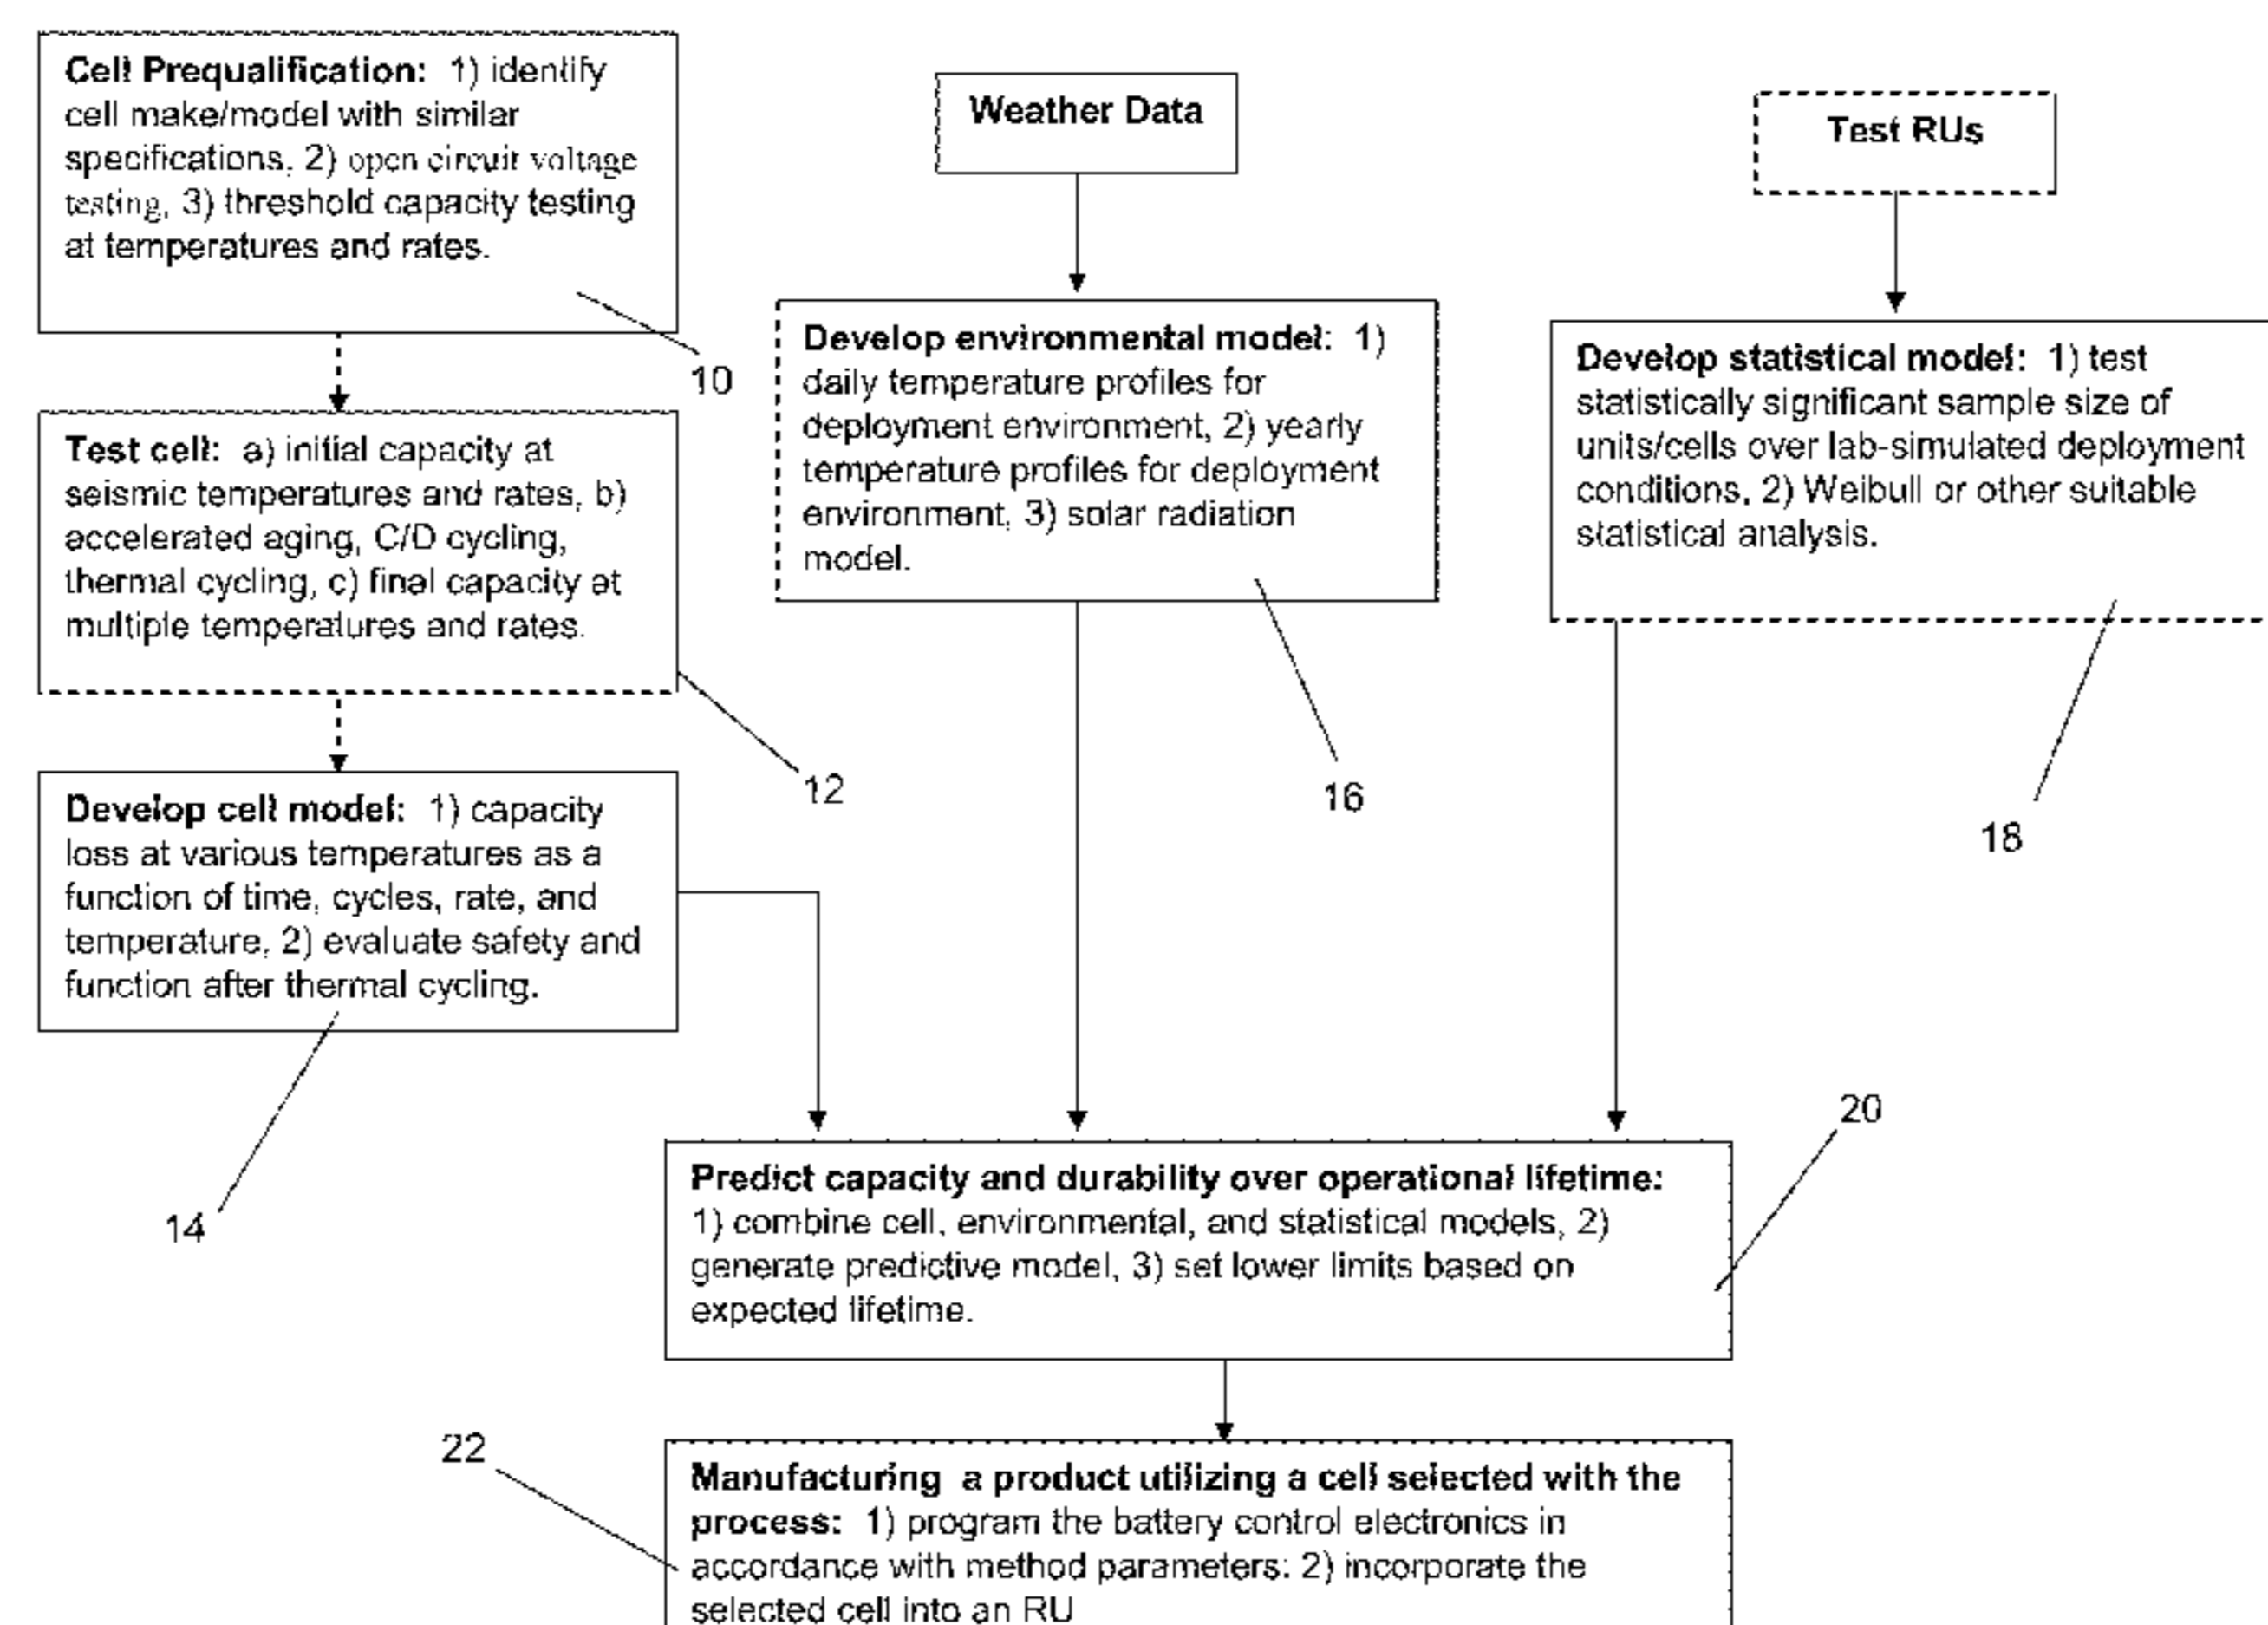 Cell Prequalification: 1) identify
cell make/model with similar
specifications, 2) open circuit voltage
testing, 3) threshold capacity testing
at temperatures and rates.
10
Test cell: a) initial capacity at
seismic temperatures and rates, b)
accelerated aging, C/D cycling,
thermal cycling, c) final capacity at
multiple temperatures and rates.
12
Develop cell model: 1) capacity
loss at various temperatures as a
function of time, cycles, rate, and
temperature, 2) evaluate safety and
function after thermal cycling.
14
Weather Data
Develop environmental model: 1)
daily temperature profiles for
deployment environment, 2) yearly
temperature profiles for deployment
environment, 3) solar radiation
model.
16
Test RUs
Develop statistical model: 1) test
statistically significant sample size of
units/cells over lab-simulated deployment
conditions, 2) Weibull or other suitable
statistical analysis.
18
20
Predict capacity and durability over operational lifetime:
1) combine cell, environmental, and statistical models, 2)
generate predictive model, 3) set lower limits based on
expected lifetime.
22
Manufacturing a product utilizing a cell selected with the
process: 1) program the battery control electronics in
accordance with method parameters: 2) incorporate the
selected cell into an RU